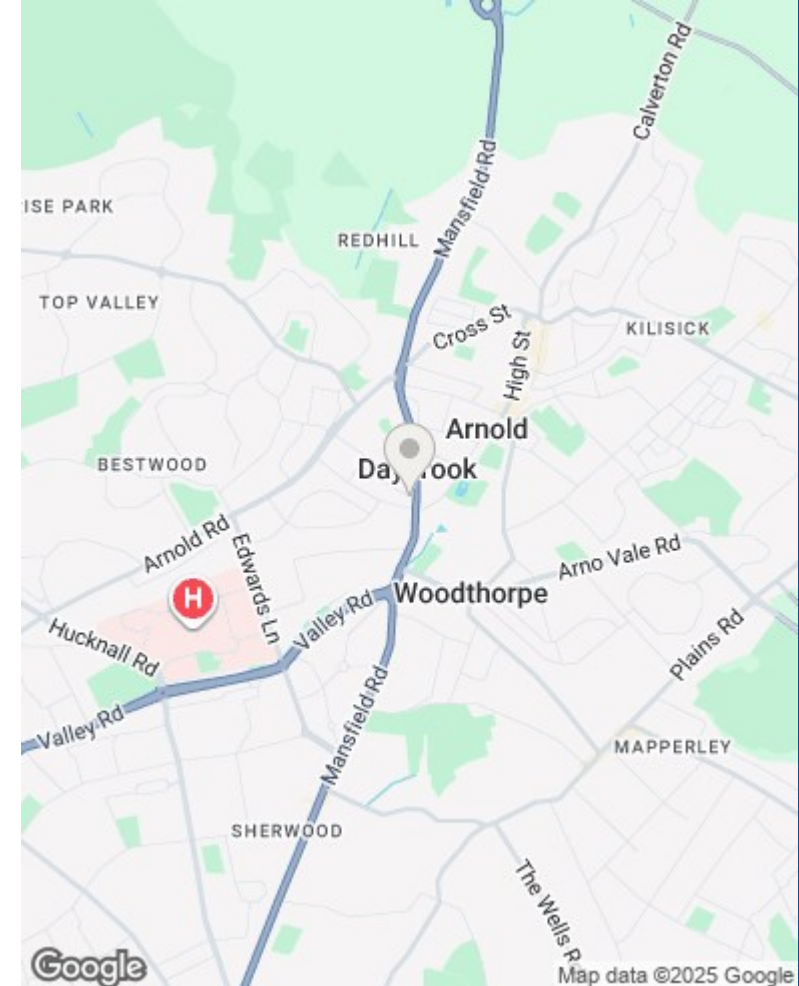 Calverton Rd
Mansfield Rd
ISE PARK
REDHILL
TOP VALLEY
Cross St
KILISICK
High St
Arnold
BESTWOOD
Arnold Rd
Edwards Ln
Arno Vale Rd
H
Woodthorpe
Valley Rd
Hucknall Rd
Plains Rd
Mansfield Rd
Valley Rd
MAPPERLEY
SHERWOOD
The Wells R
Google
Map data ©2025 Google